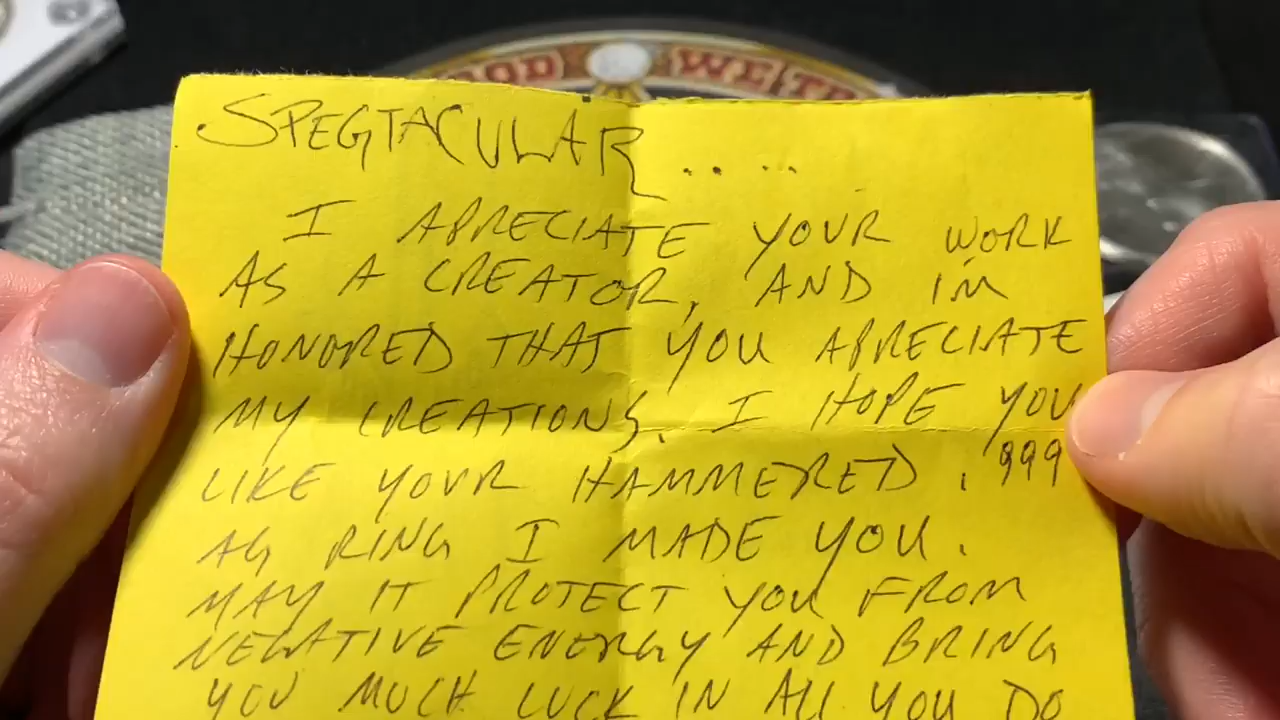 OD WE T
SPEGTACULAR .....
I APRECIATE YOUR WORK
AS A CREATOR, AND IM
HONORED THAT YOU APRECIATE
MY CREATIONS. I HOPE YOU
LIKE YOUR HAMMERED .999
AG RING I MADE YOU.
MAY IT PROTECT YOU FROM
NEGATIVE ENERGY AND BRING
YOU MUCH LUCK IN ALL YOU DO